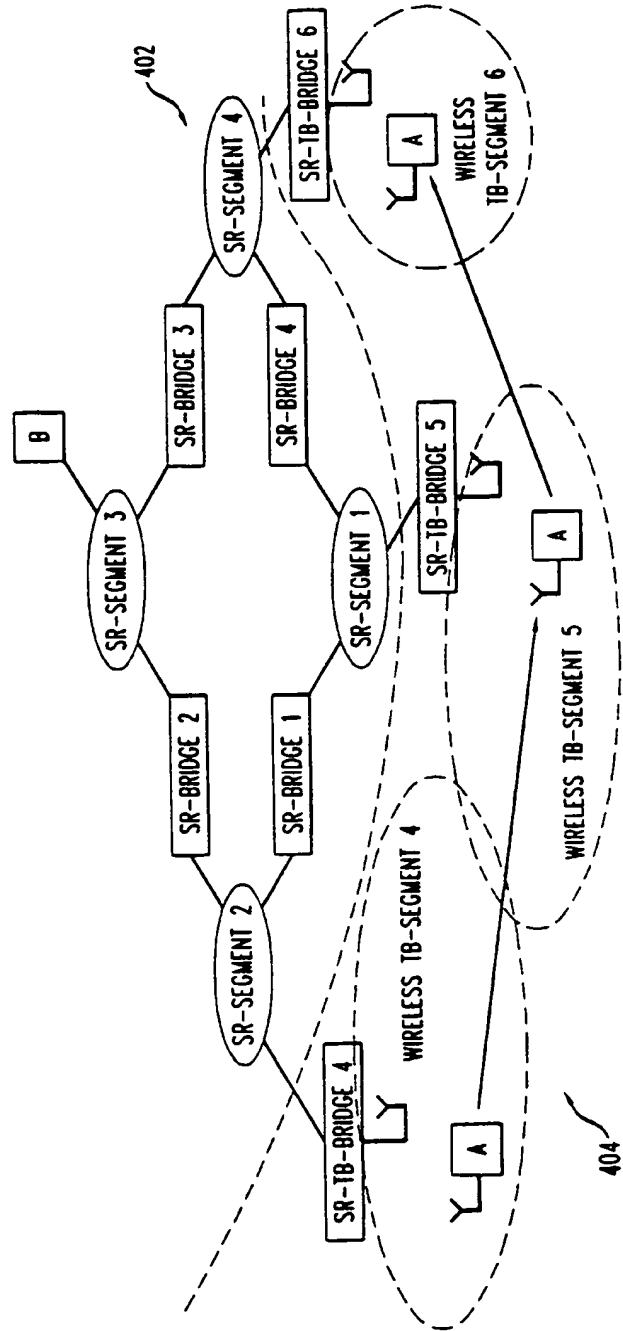 402
B
SR-SEGMENT 3
SR-BRIDGE 2
SR-BRIDGE 3
SR-SEGMENT 2
SR-SEGMENT 4
SR-BRIDGE 1
SR-BRIDGE 4
SR-SEGMENT 1
SR-TB-BRIDGE 4
SR-TB-BRIDGE 5
SR-TB-BRIDGE 6
WIRELESS TB-SEGMENT 4
A
WIRELESS TB-SEGMENT 5
A
A
WIRELESS
TB-SEGMENT 6
404